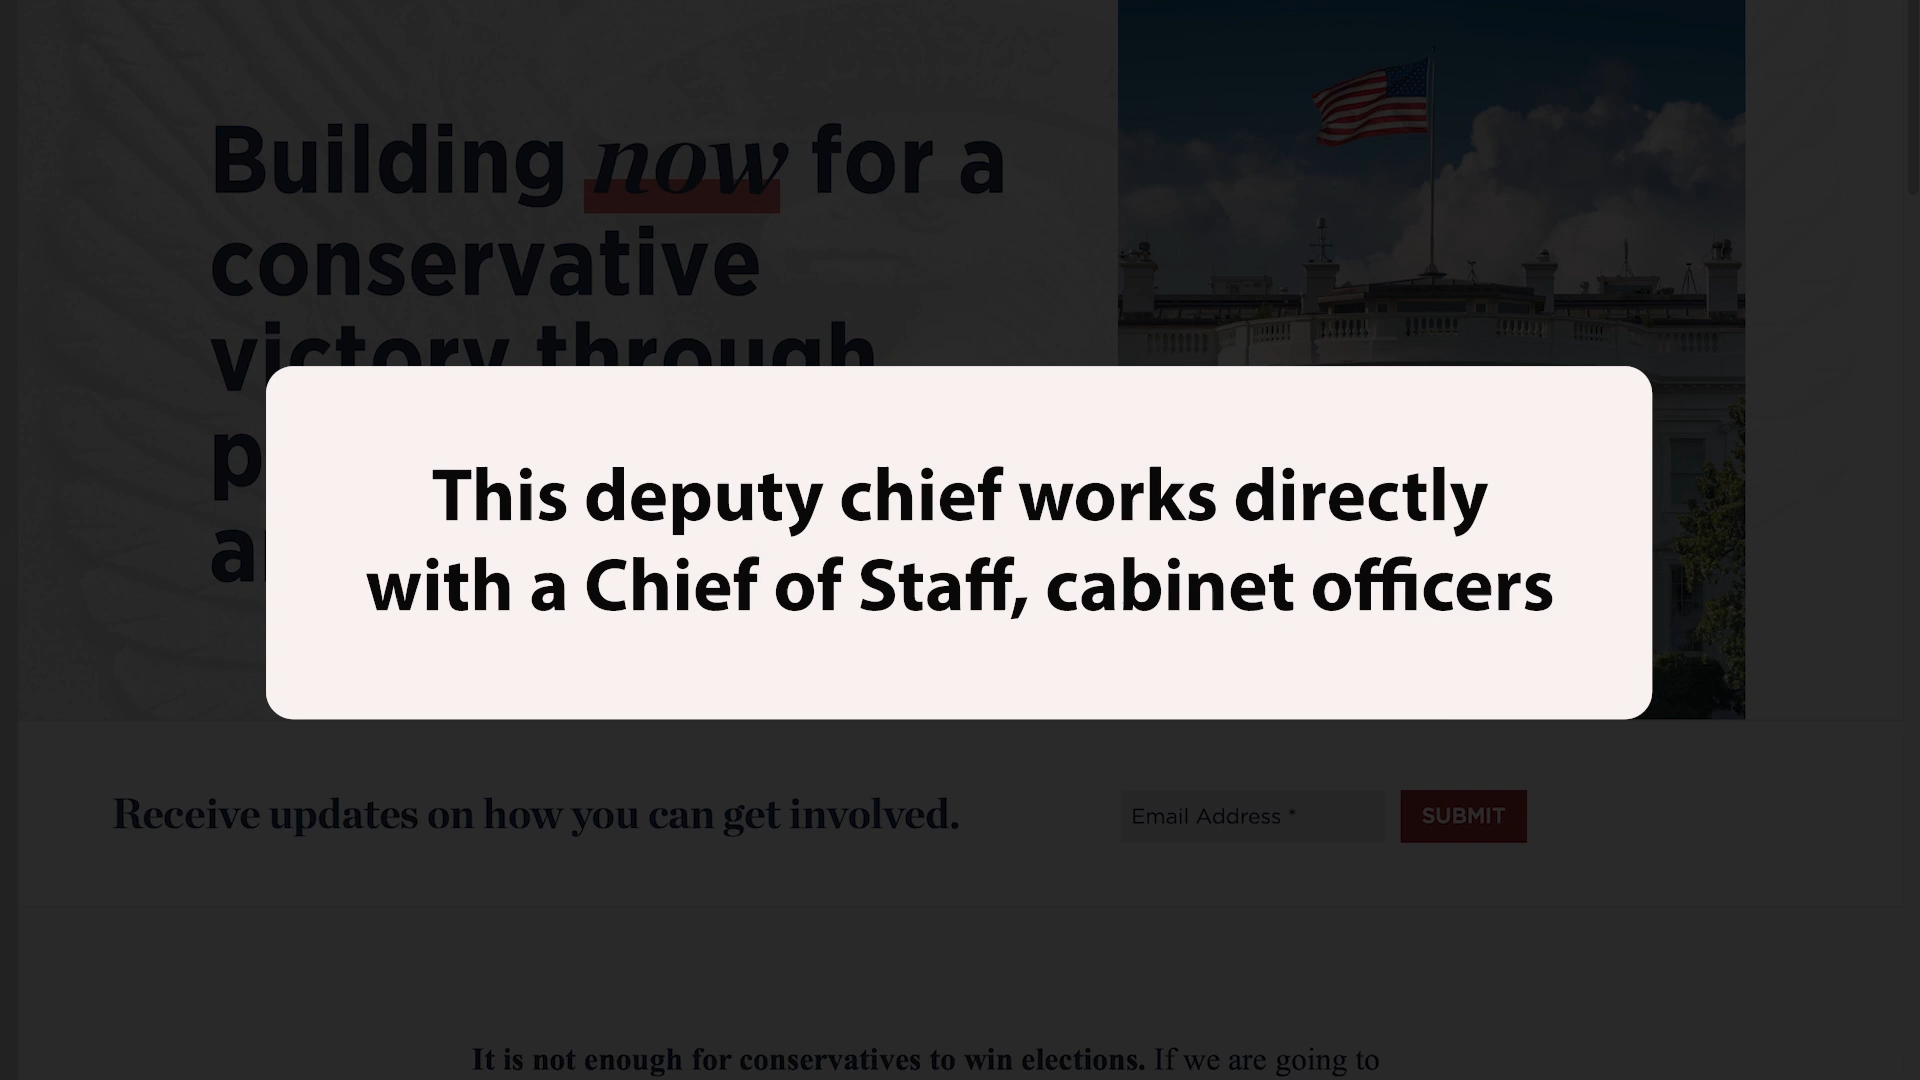 Building now for a
conservative
victory through
p
a
This deputy chief works directly
with a Chief of Staff, cabinet officers
Receive updates on how you can get involved.
Email Address *
SUBMIT
It is not enough for conservatives to win elections. If we are going to